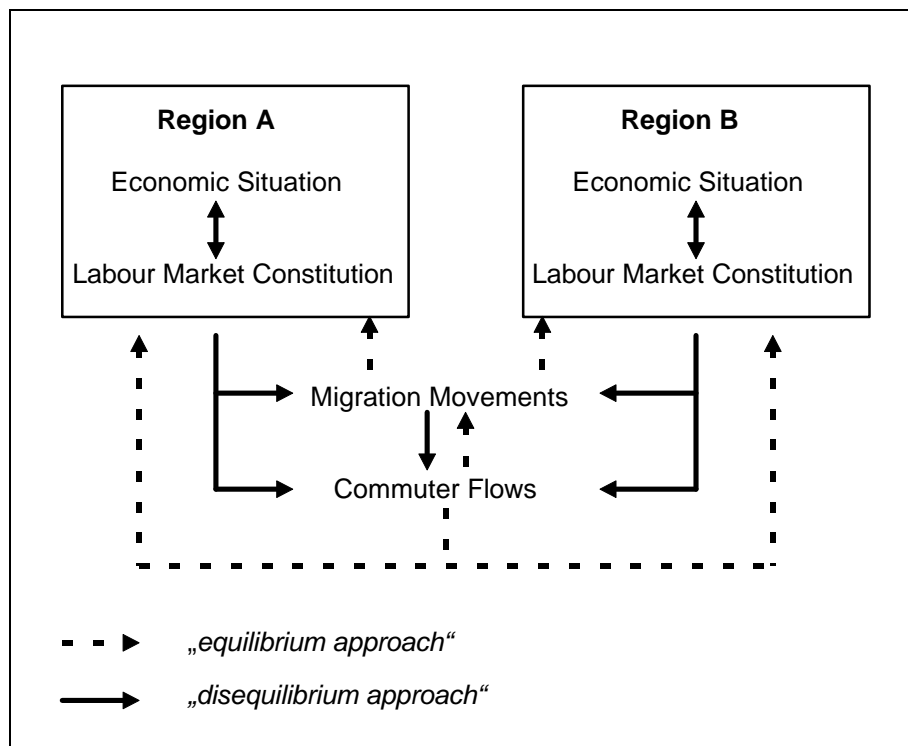 Region A
Region B
Economic Situation
Economic Situation
Labour Market Constitution
Labour Market Constitution
Migration Movements
Commuter Flows
„equilibrium approach“
„disequilibrium approach“